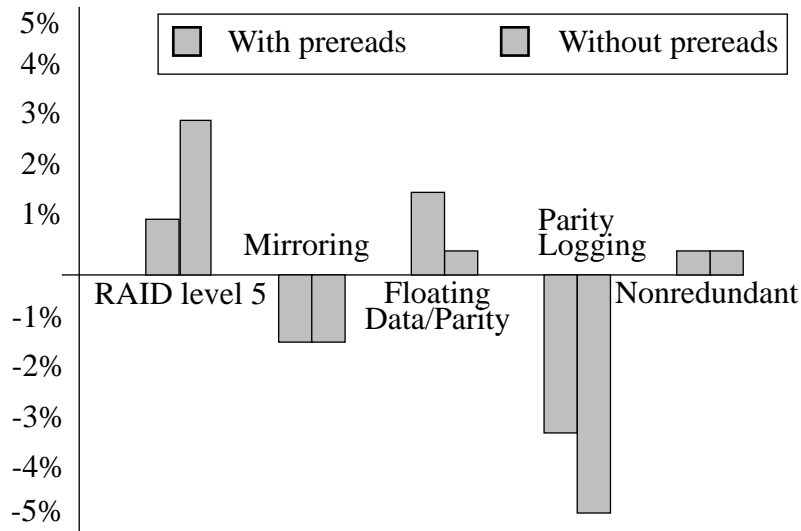 5%
With prereads Without prereads
4%
3%
2%
1%
Parity
Mirroring Logging
RAID level 5 Floating Nonredundant
Data/Parity
-1%
-2%
-3%
-4%
-5%